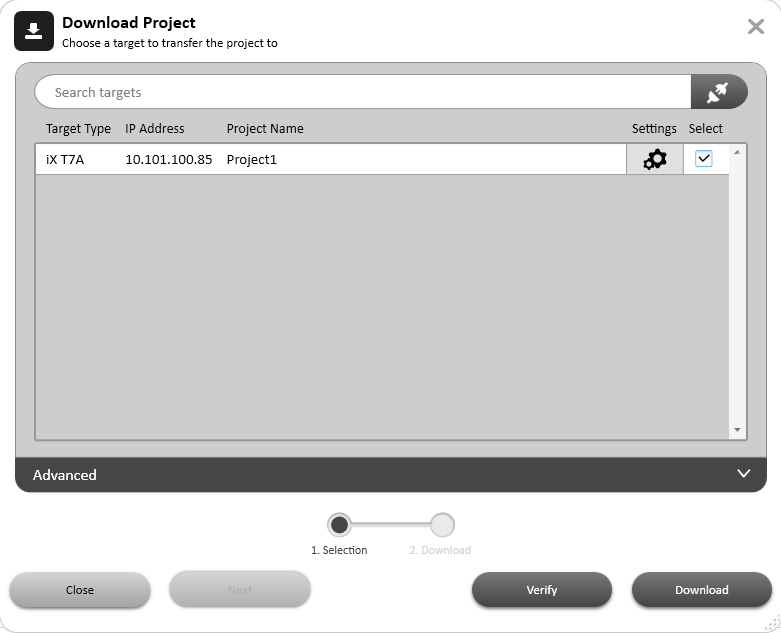 Download Project
Choose a target to transfer the project to
Search targets
Target Type IP Address Project Name Settings Select
iX T7A 10.101.100.85 Project1
Advanced
1. Selection 2. Download
Close Next Verify Download